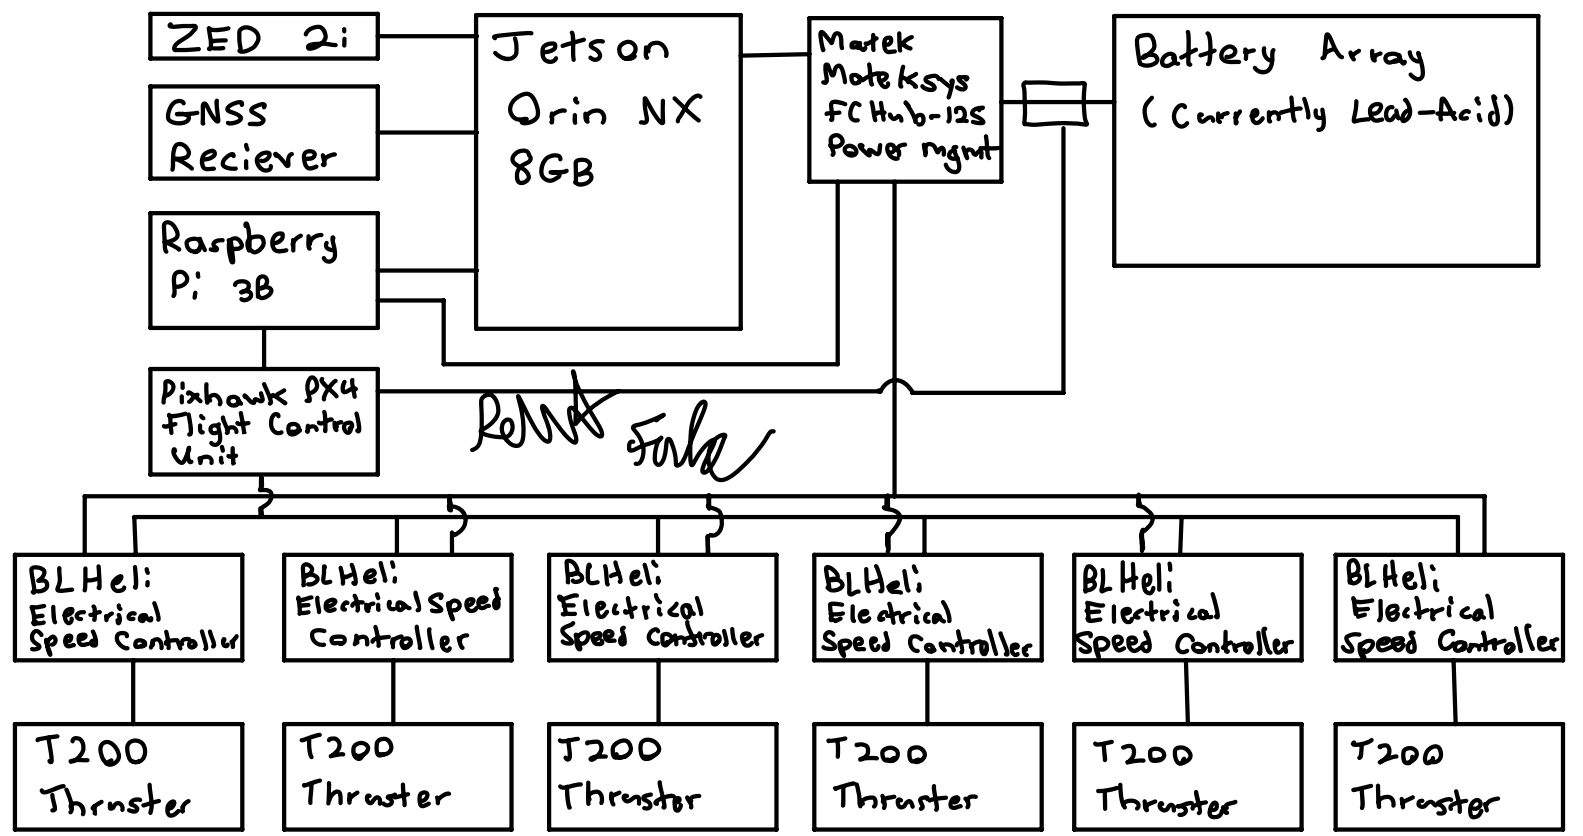 ZED 2i
Jetson
Orin NX
8GB
Matek
Mateksys
FC Hub-12S
Power mgmt
Battery Array
(Currently Lead-Acid)
GNSS
Reciever
Raspberry
Pi 3B
Pixhawk PX4
Flight Control
Unit
BLHeli
Electrical
Speed Controller
BLHeli
Electrical Speed
Controller
BLHeli
Electrical
Speed Controller
BLHeli
Electrical
Speed Controller
BLHeli
Electrical
Speed Controller
BLHeli
Electrical
Speed Controller
T200
Thruster
T200
Thruster
T200
Thruster
T200
Thruster
T200
Thruster
T200
Thruster